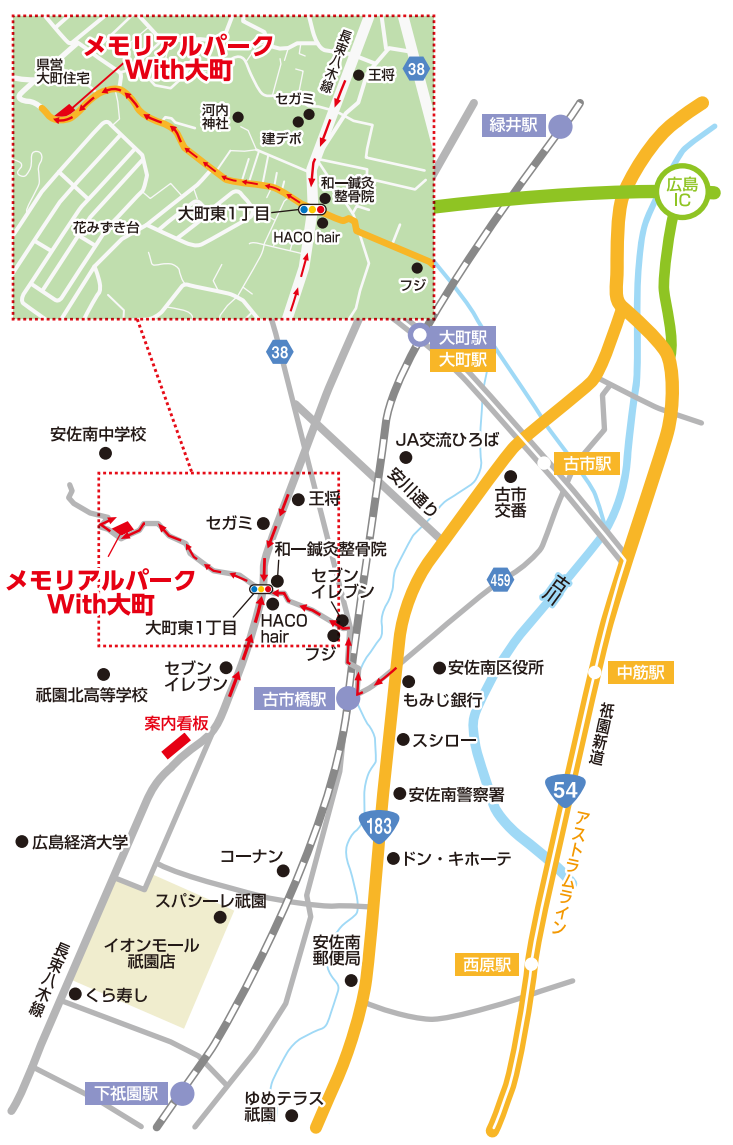 県営
大町住宅
メモリアルパーク
With大町
長束八木線
王将
38
セガミ
河内
神社
建デポ
和一鍼灸
整骨院
大町東1丁目
HACO hair
花みずき台
フジ
緑井駅
広島
IC
大町駅
大町駅
38
安佐南中学校
JA交流ひろば
安川通り
古市駅
古市
交番
王将
セガミ
和一鍼灸整骨院
セブン
イレブン
459
古川
メモリアルパーク
With大町
大町東1丁目
HACO
hair
フジ
セブン
イレブン
祇園北高等学校
安佐南区役所
中筋駅
古市橋駅
もみじ銀行
案内看板
スシロー
祇園新道
54
安佐南警察署
183
アストラムライン
広島経済大学
コーナン
ドン・キホーテ
スパシーレ祇園
イオンモール
祇園店
安佐南
郵便局
西原駅
長束八木線
くら寿し
下祇園駅
ゆめテラス
祇園